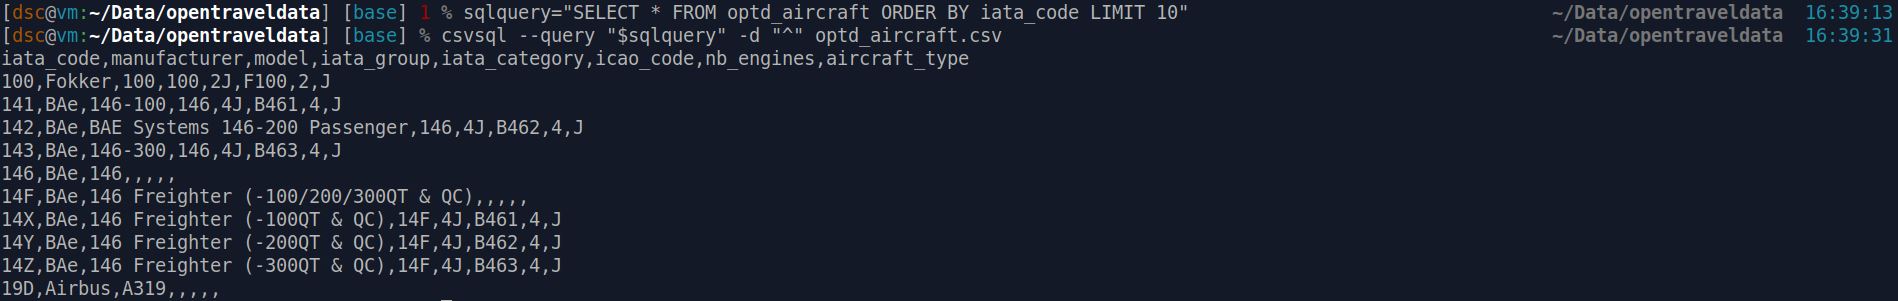 [dsc@vm:~/Data/opentraveldata] [base] 1 % sqlquery="SELECT * FROM optd_aircraft ORDER BY iata_code LIMIT 10" ~/Data/opentraveldata 16:39:13
[dsc@vm:~/Data/opentraveldata] [base] % csvsql --query "$sqlquery" -d "^" optd_aircraft.csv ~/Data/opentraveldata 16:39:31
iata_code,manufacturer,model,iata_group,iata_category,icao_code,nb_engines,aircraft_type
100,Fokker,100,100,2J,F100,2,J
141,BAe,146-100,146,4J,B461,4,J
142,BAe,BAE Systems 146-200 Passenger,146,4J,B462,4,J
143,BAe,146-300,146,4J,B463,4,J
146,BAe,146,,,,,
14F,BAe,146 Freighter (-100/200/300QT & QC),,,,,
14X,BAe,146 Freighter (-100QT & QC),14F,4J,B461,4,J
14Y,BAe,146 Freighter (-200QT & QC),14F,4J,B462,4,J
14Z,BAe,146 Freighter (-300QT & QC),14F,4J,B463,4,J
19D,Airbus,A319,,,,,